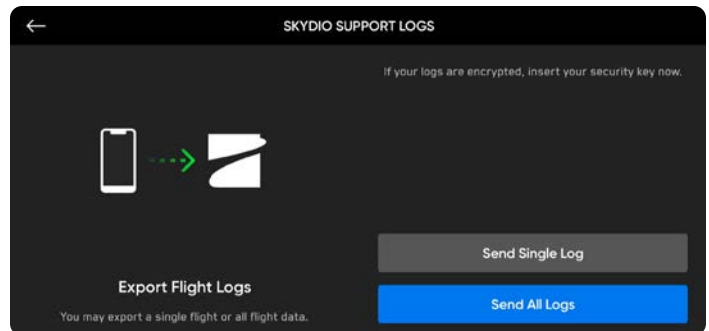 SKYDIO SUPPORT LOGS
If your logs are encrypted, insert your security key now.
Send Single Log
Export Flight Logs
Send All Logs
You may export a single flight or all flight data.